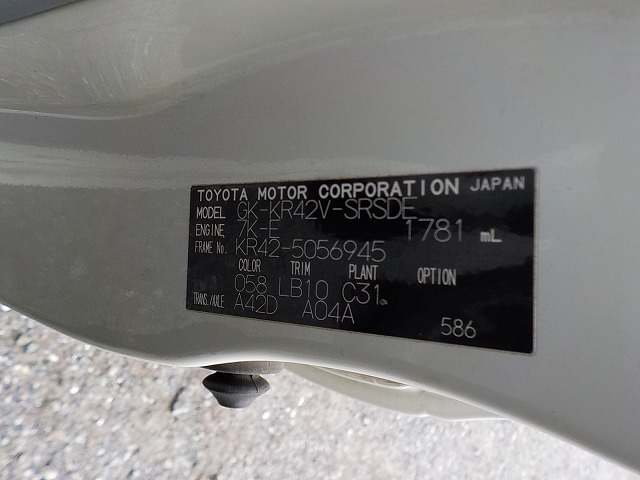 TOYOTA MOTOR CORPORATION JAPAN
MODEL GK-KR42V-SRSDE
ENGINE 7K-E 1781 mL
FRAME No. KR42-5056945
COLOR TRIM PLANT OPTION
058 LB10 C31
TRANS./AXLE A42D A04A
586